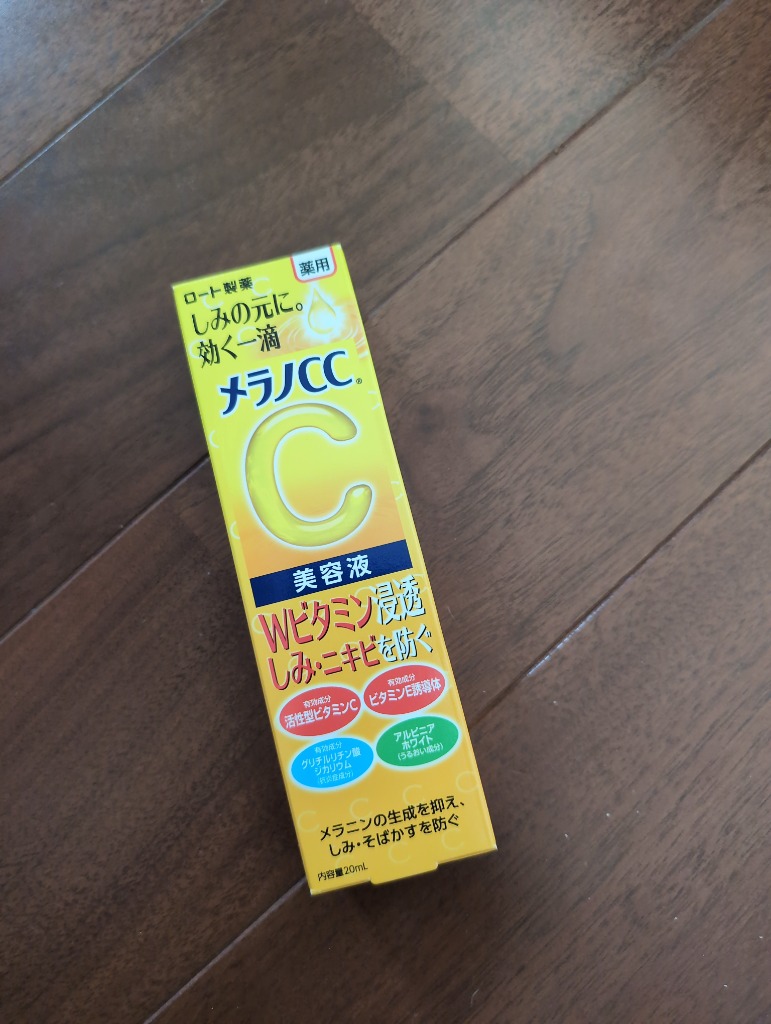 薬用
ロート製薬
しみの元に。
効く一滴
メラノCC®
C
美容液
Wビタミン浸透
しみ・ニキビを防ぐ
有効成分
活性型ビタミンC
有効成分
ビタミンE誘導体
有効成分
グリチルリチン酸
ジカリウム
(抗炎症成分)
アルピニア
ホワイト
(うるおい成分)
メラニンの生成を抑え、
しみ・そばかすを防ぐ
内容量20mL